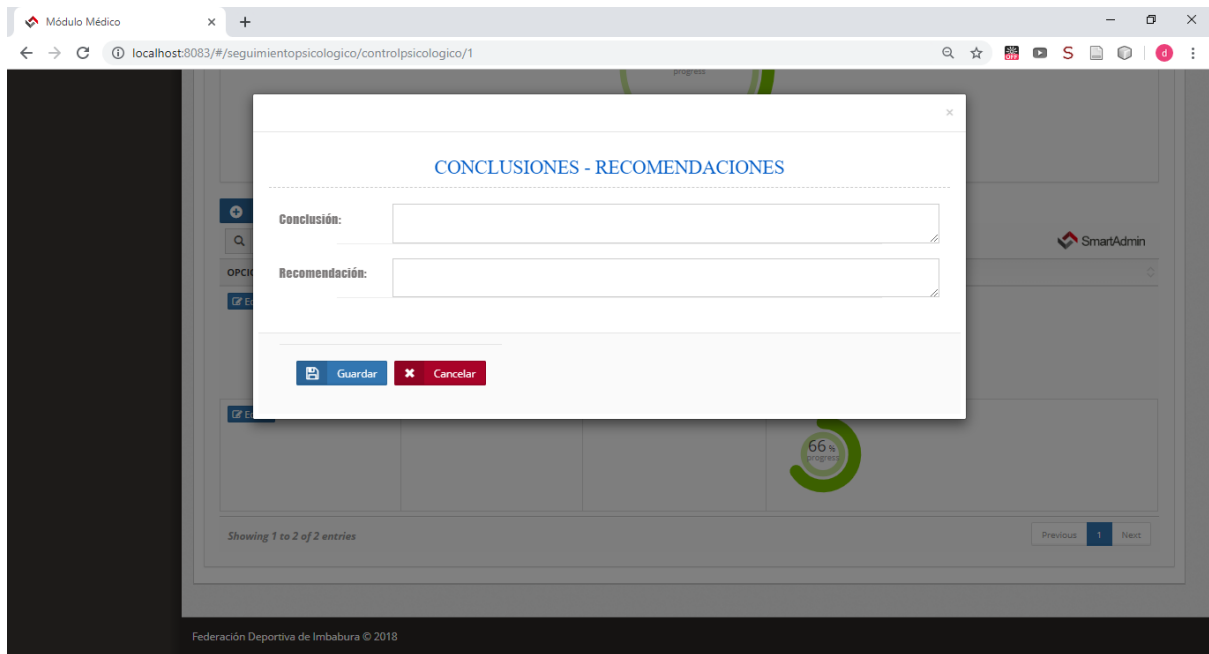 Módulo Médico
localhost:8083/#/seguimientopsicologico/controlpsicologico/1
OFF
S
d
progress
CONCLUSIONES - RECOMENDACIONES
Conclusión:
SmartAdmin
Recomendación:
Guardar Cancelar
66 %
progress
Showing 1 to 2 of 2 entries
Previous 1 Next
Federación Deportiva de Imbabura © 2018